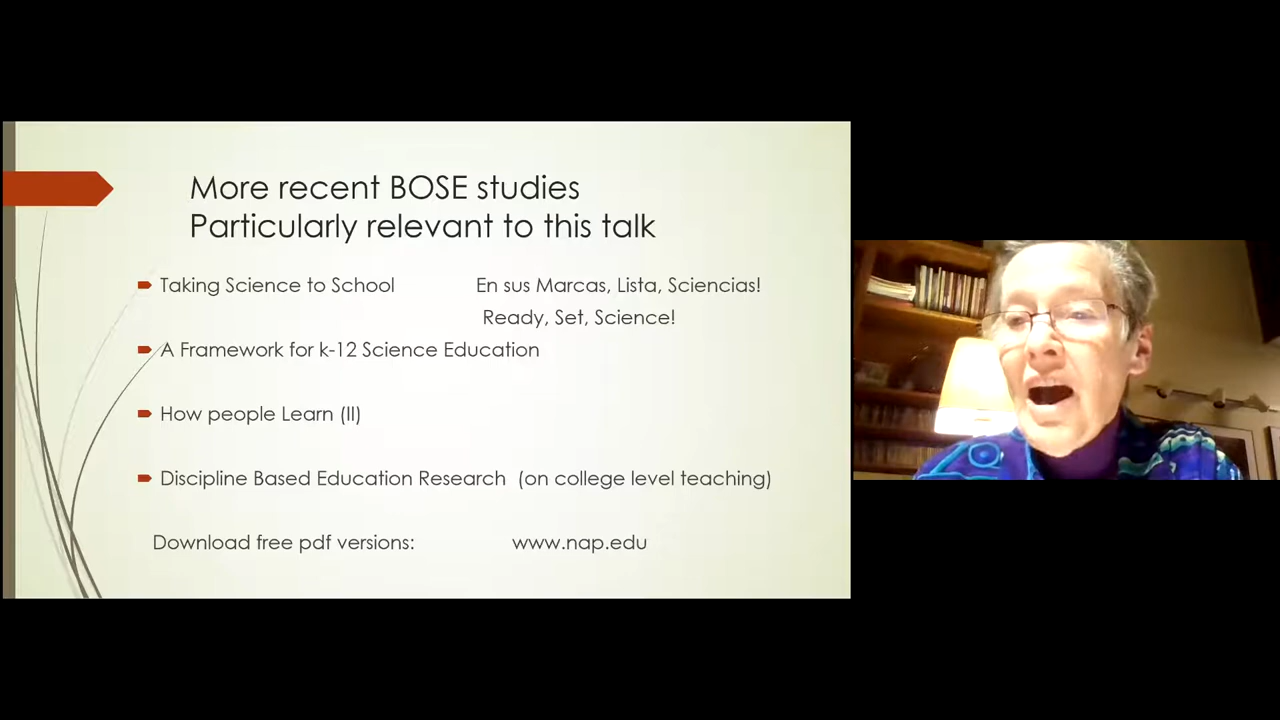 More recent BOSE studies
Particularly relevant to this talk
Taking Science to School En sus Marcas, Lista, Sciencias!
Ready, Set, Science!
A Framework for k-12 Science Education
How people Learn (II)
Discipline Based Education Research (on college level teaching)
Download free pdf versions: www.nap.edu